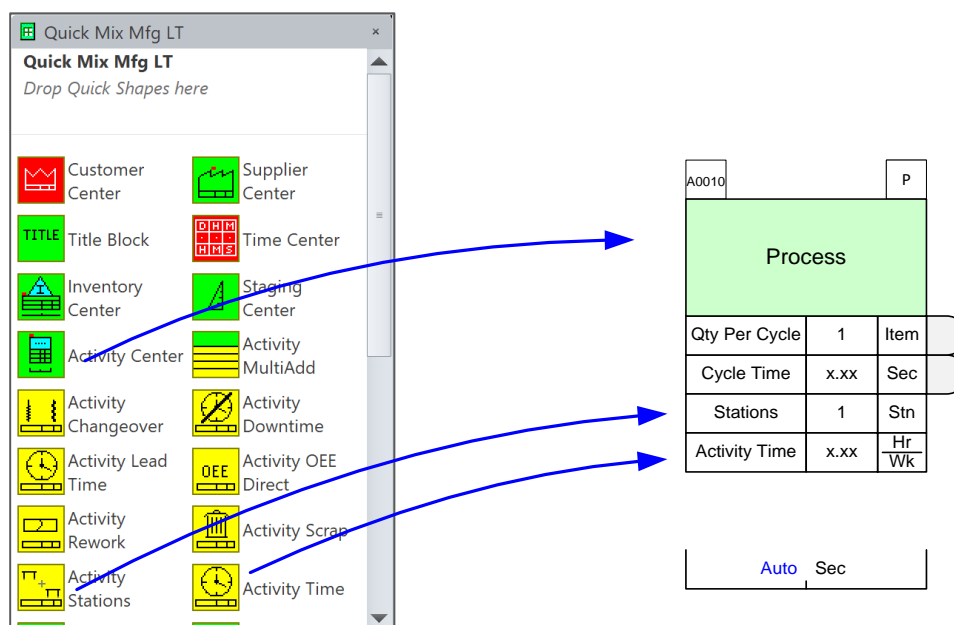 Quick Mix Mfg LT
×
Quick Mix Mfg LT
Drop Quick Shapes here
Customer
Center
Supplier
Center
TITLE
Title Block
D H M
H M S
Time Center
I
Inventory
Center
Staging
Center
Activity Center
Activity
MultiAdd
Activity
Changeover
Activity
Downtime
Activity Lead
Time
OEE
Activity OEE
Direct
Activity
Rework
Activity Scrap
Activity
Stations
Activity Time
A0010
P
Process
Qty Per Cycle 1 Item
Cycle Time x.xx Sec
Stations 1 Stn
Activity Time x.xx Hr
Wk
Auto Sec